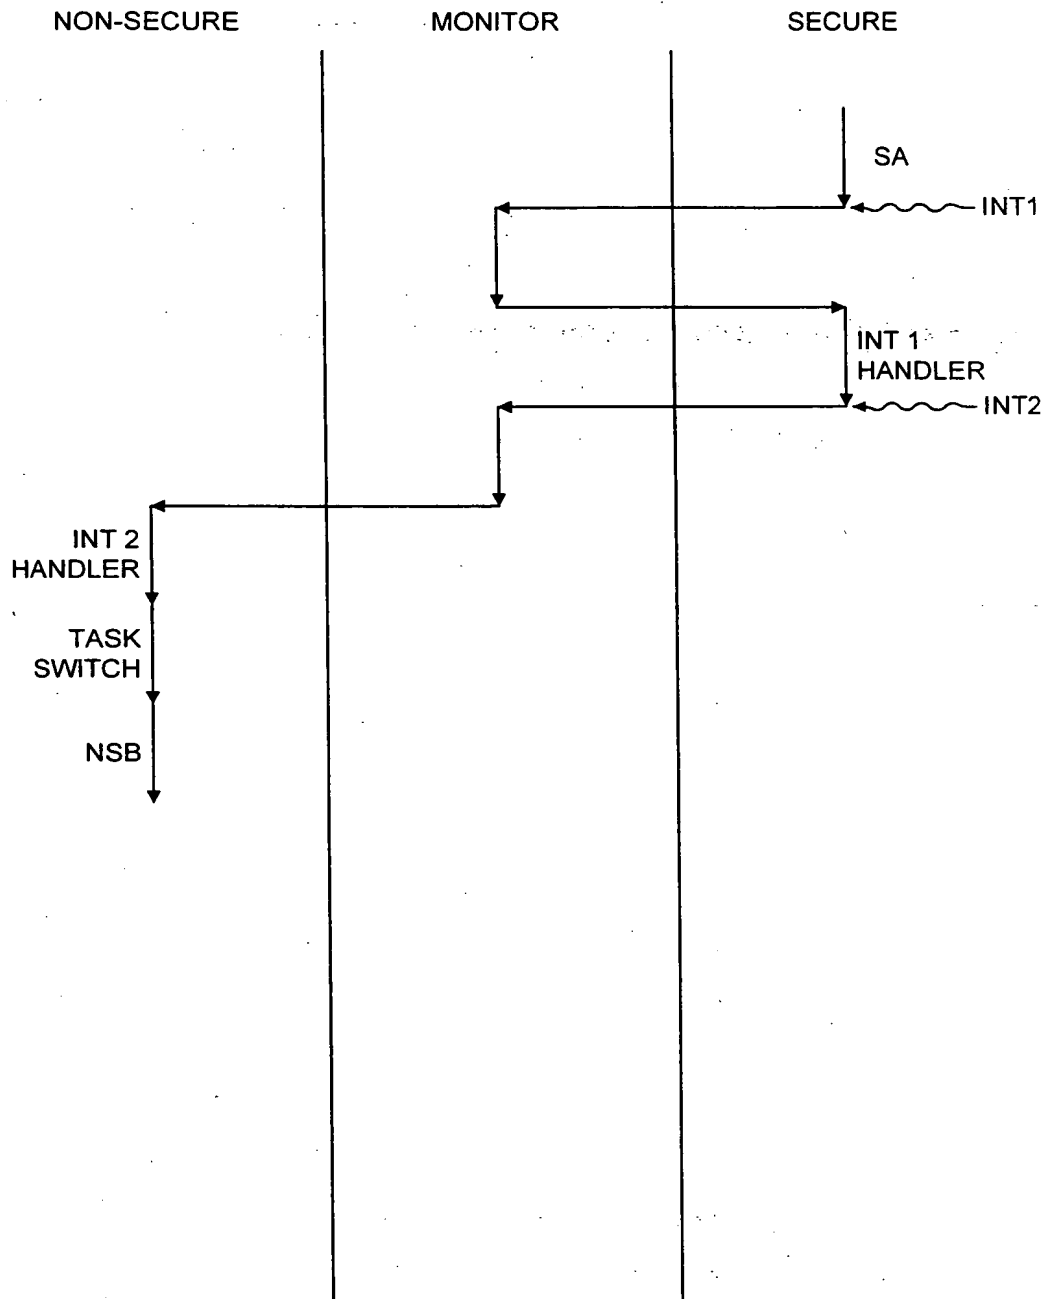 NON-SECURE
MONITOR
SECURE
SA
INT1
INT 1
HANDLER
INT2
INT 2
HANDLER
TASK
SWITCH
NSB